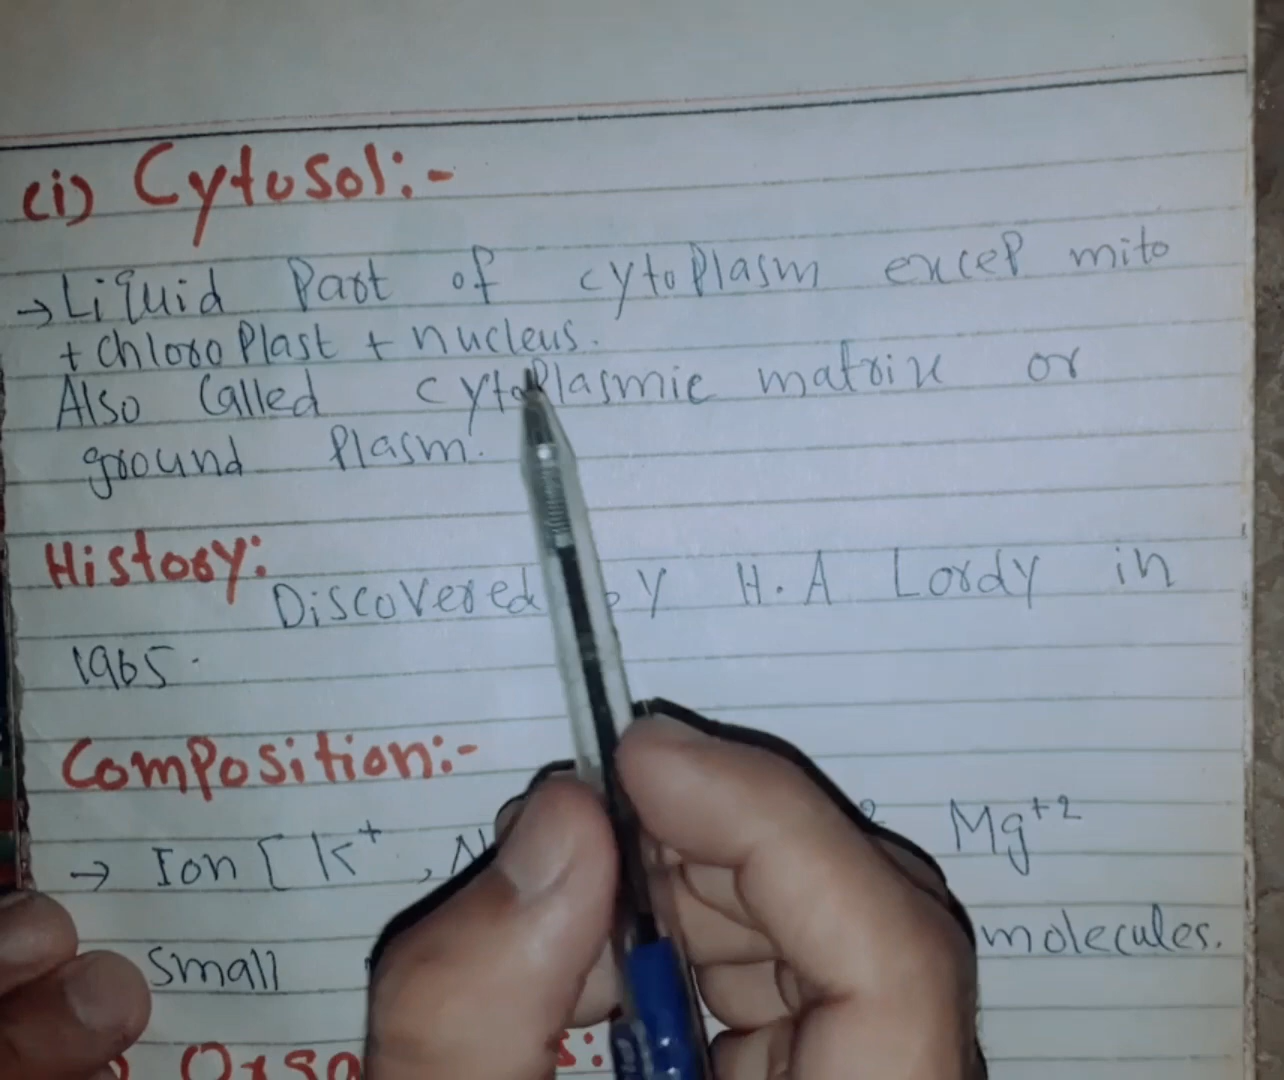 (i) Cytosol:-
→ Liquid Part of cytoplasm excep mito
+ Chloroplast + nucleus.
Also Called cytoplasmic matrix or
ground Plasm.
History:
Discovered by H.A Lordy in
1965.
Composition:-
→ Ion [ K+ , Mg+2
Small molecules.